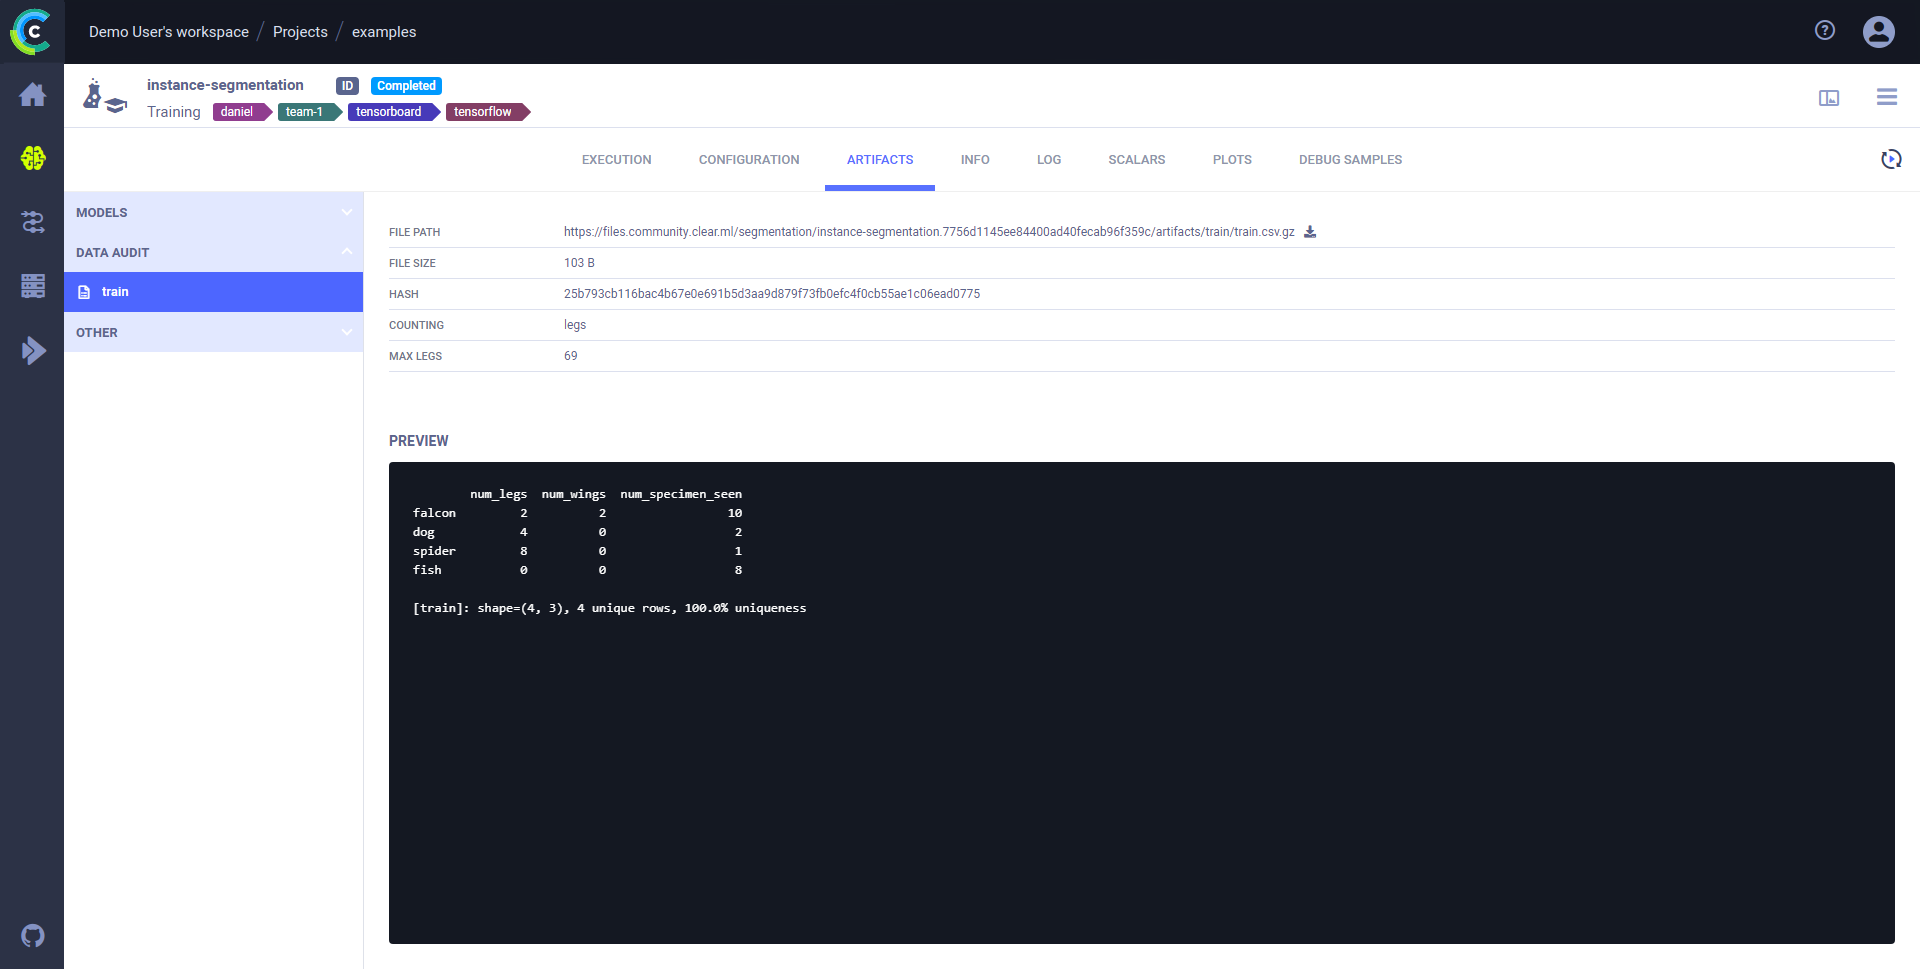 C Demo User's workspace / Projects / examples ?
instance-segmentation ID Completed
Training daniel team-1 tensorboard tensorflow
EXECUTION CONFIGURATION ARTIFACTS INFO LOG SCALARS PLOTS DEBUG SAMPLES
MODELS
DATA AUDIT
train
OTHER
FILE PATH https://files.community.clear.ml/segmentation/instance-segmentation.7756d1145ee84400ad40fecab96f359c/artifacts/train/train.csv.gz
FILE SIZE 103 B
HASH 25b793cb116bac4b67e0e691b5d3aa9d879f73fb0efc4f0cb55ae1c06ead0775
COUNTING legs
MAX LEGS 69
PREVIEW
num_legs num_wings num_specimen_seen
falcon 2 2 10
dog 4 0 2
spider 8 0 1
fish 0 0 8
[train]: shape=(4, 3), 4 unique rows, 100.0% uniqueness